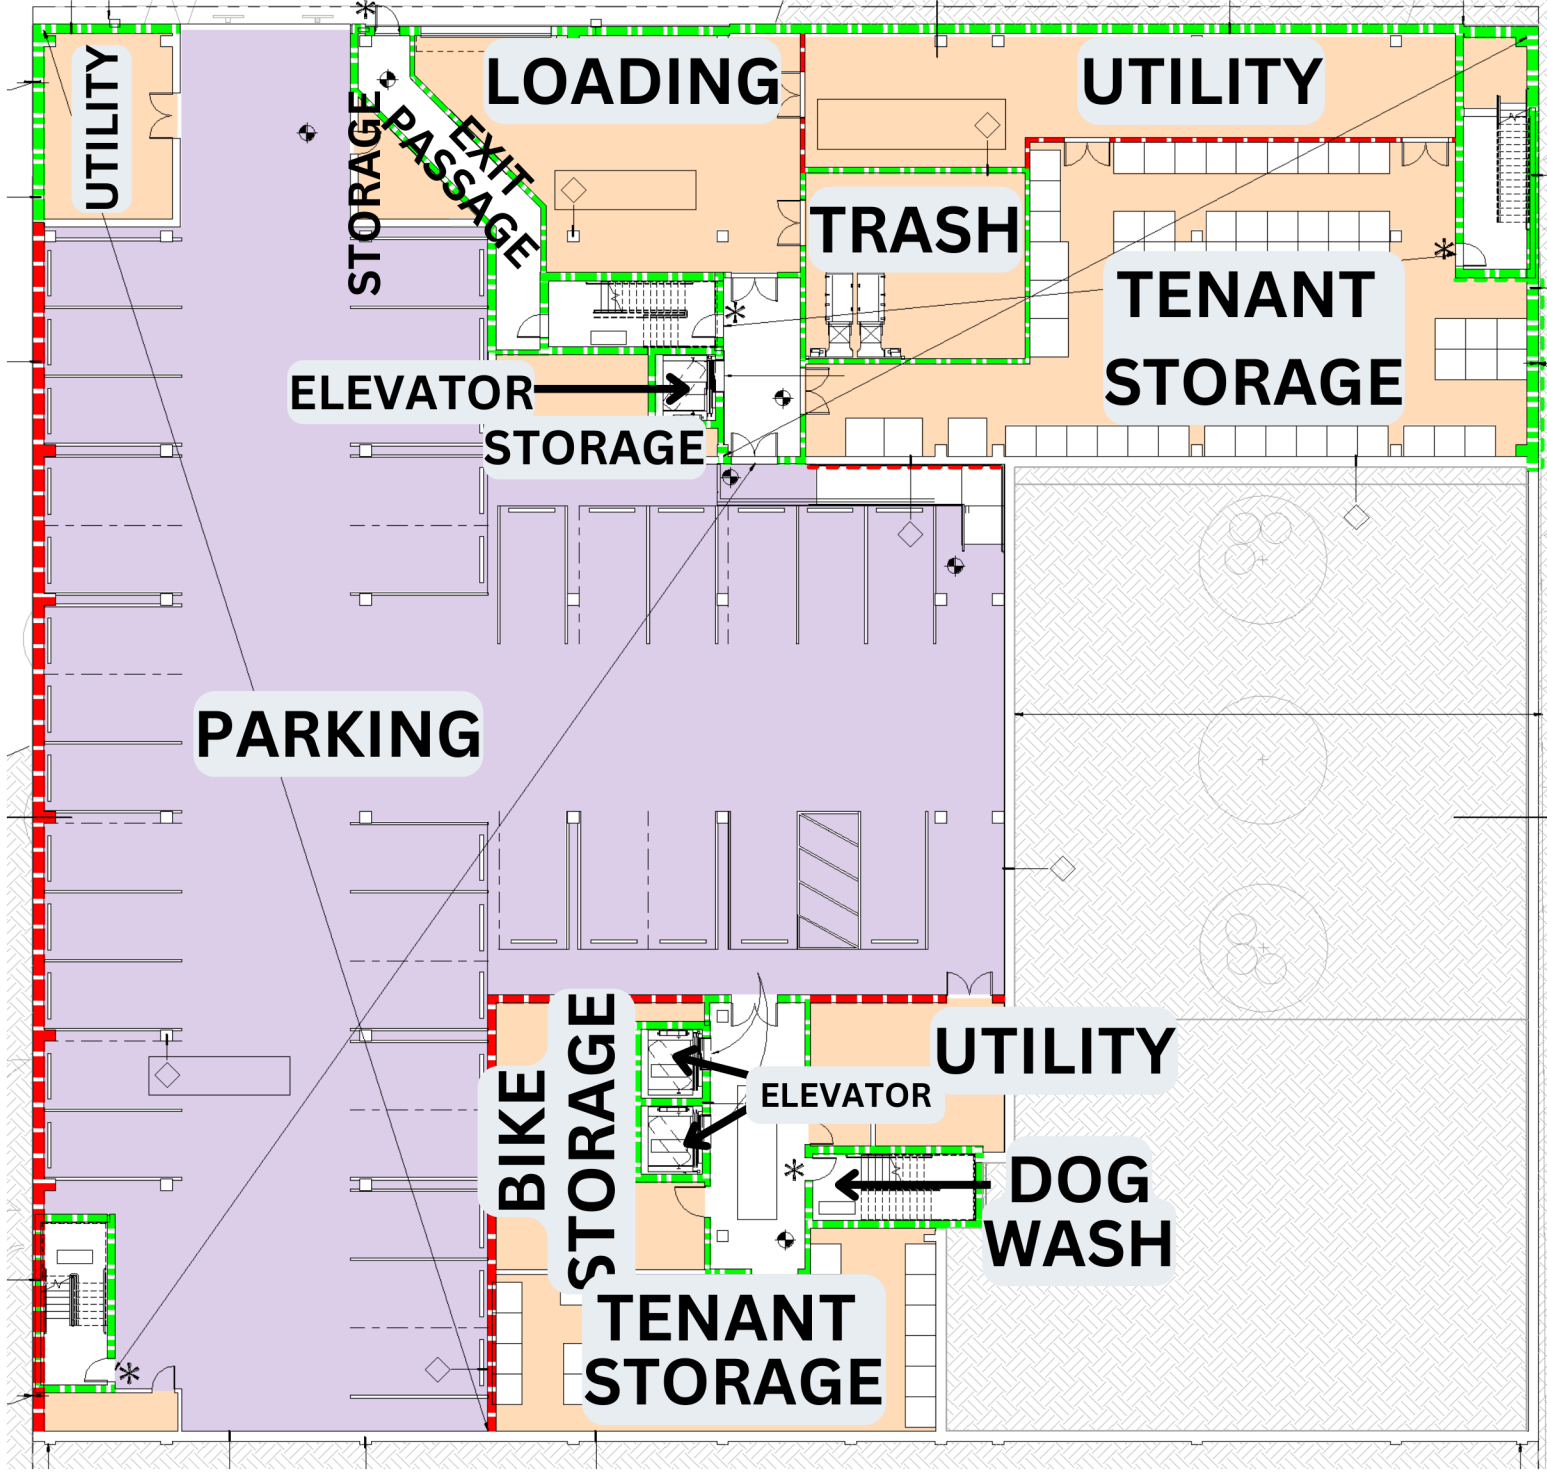 UTILITY
STORAGE
EXIT
PASSAGE
LOADING
UTILITY
TRASH
TENANT
STORAGE
ELEVATOR
STORAGE
PARKING
BIKE
STORAGE
ELEVATOR
UTILITY
DOG
WASH
TENANT
STORAGE